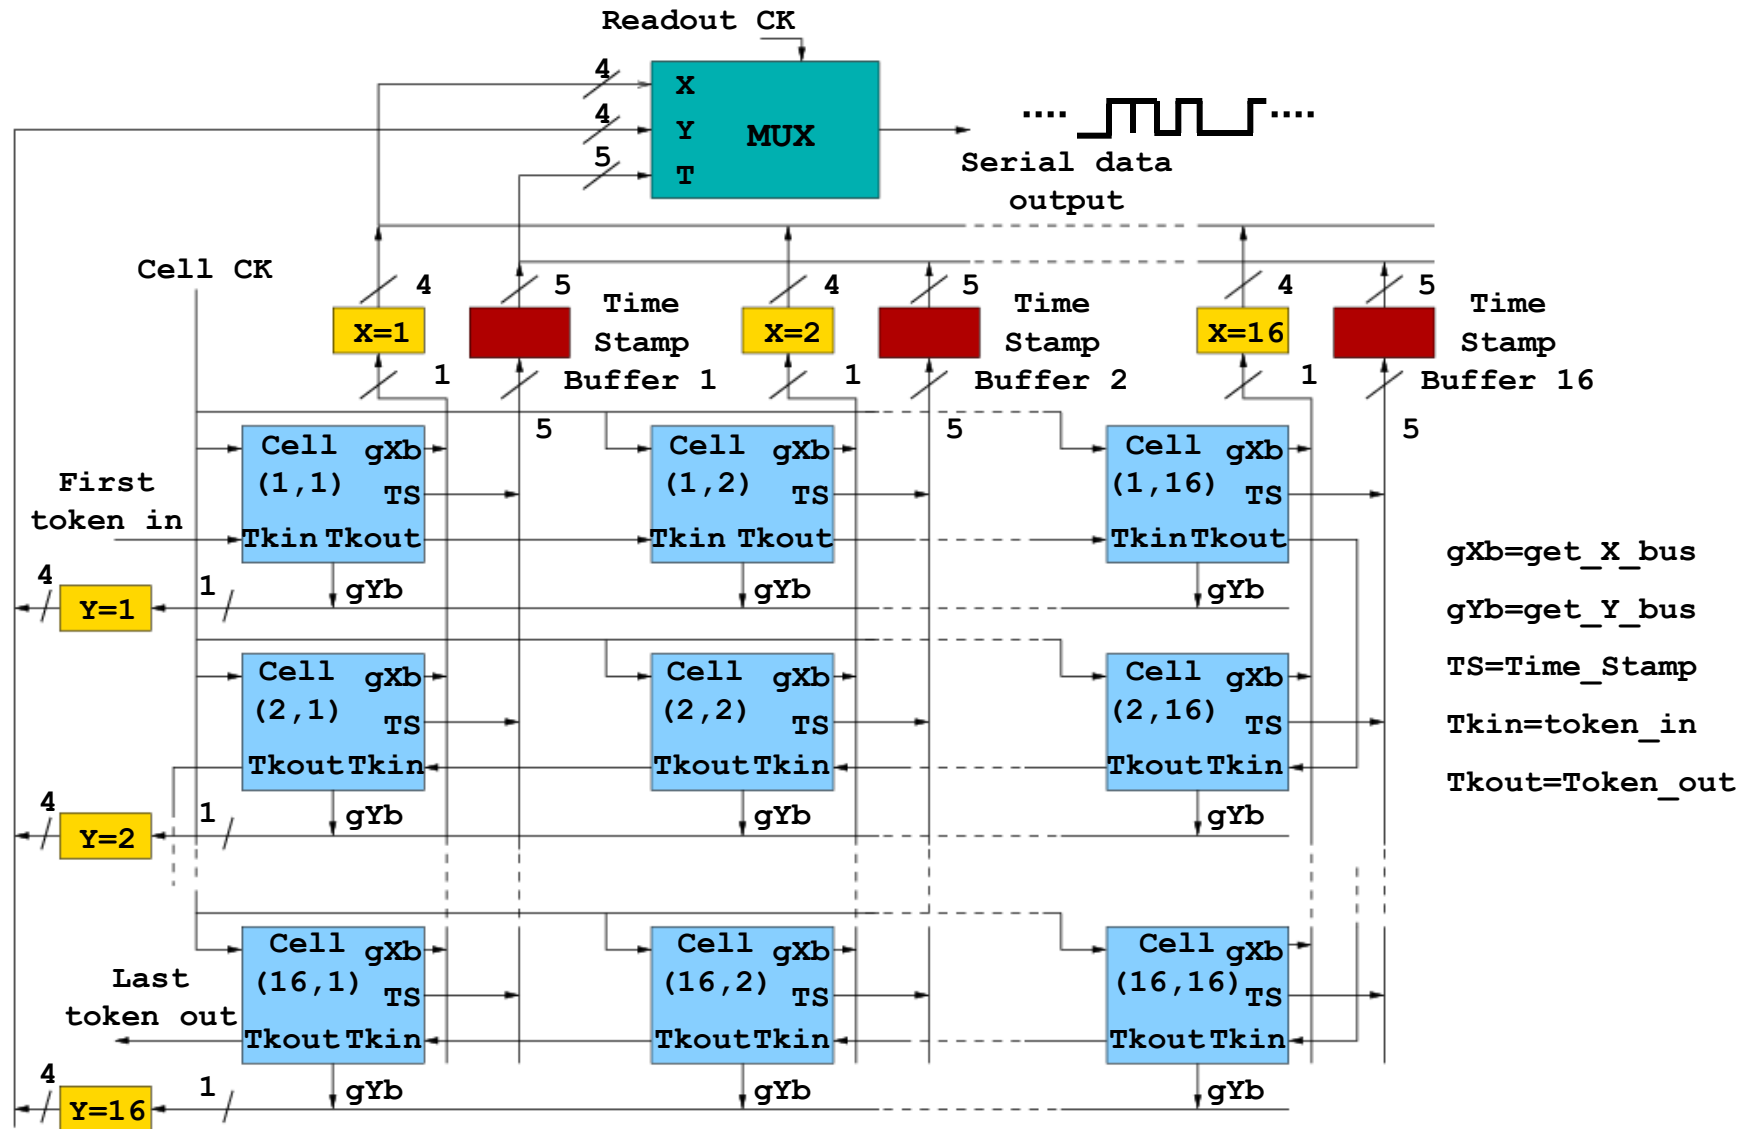 Readout CK
4
X
4
Y
MUX
5
T
Serial data
output
Cell CK
4
5
Time
Stamp
Buffer 1
X=1
1
5
4
5
Time
Stamp
Buffer 2
X=2
1
5
4
5
Time
Stamp
Buffer 16
X=16
1
5
First
token in
Cell
(1,1)
gXb
TS
Tkin Tkout
gYb
Cell
(1,2)
gXb
TS
Tkin Tkout
gYb
Cell
(1,16)
gXb
TS
Tkin Tkout
gYb
4
Y=1
1
Cell
(2,1)
gXb
TS
Tkout Tkin
gYb
Cell
(2,2)
gXb
TS
Tkout Tkin
gYb
Cell
(2,16)
gXb
TS
Tkout Tkin
gYb
4
Y=2
1
Last
token out
Cell
(16,1)
gXb
TS
Tkout Tkin
gYb
Cell
(16,2)
gXb
TS
Tkout Tkin
gYb
Cell
(16,16)
gXb
TS
Tkout Tkin
gYb
4
Y=16
1
gXb=get_X_bus
gYb=get_Y_bus
TS=Time_Stamp
Tkin=token_in
Tkout=Token_out